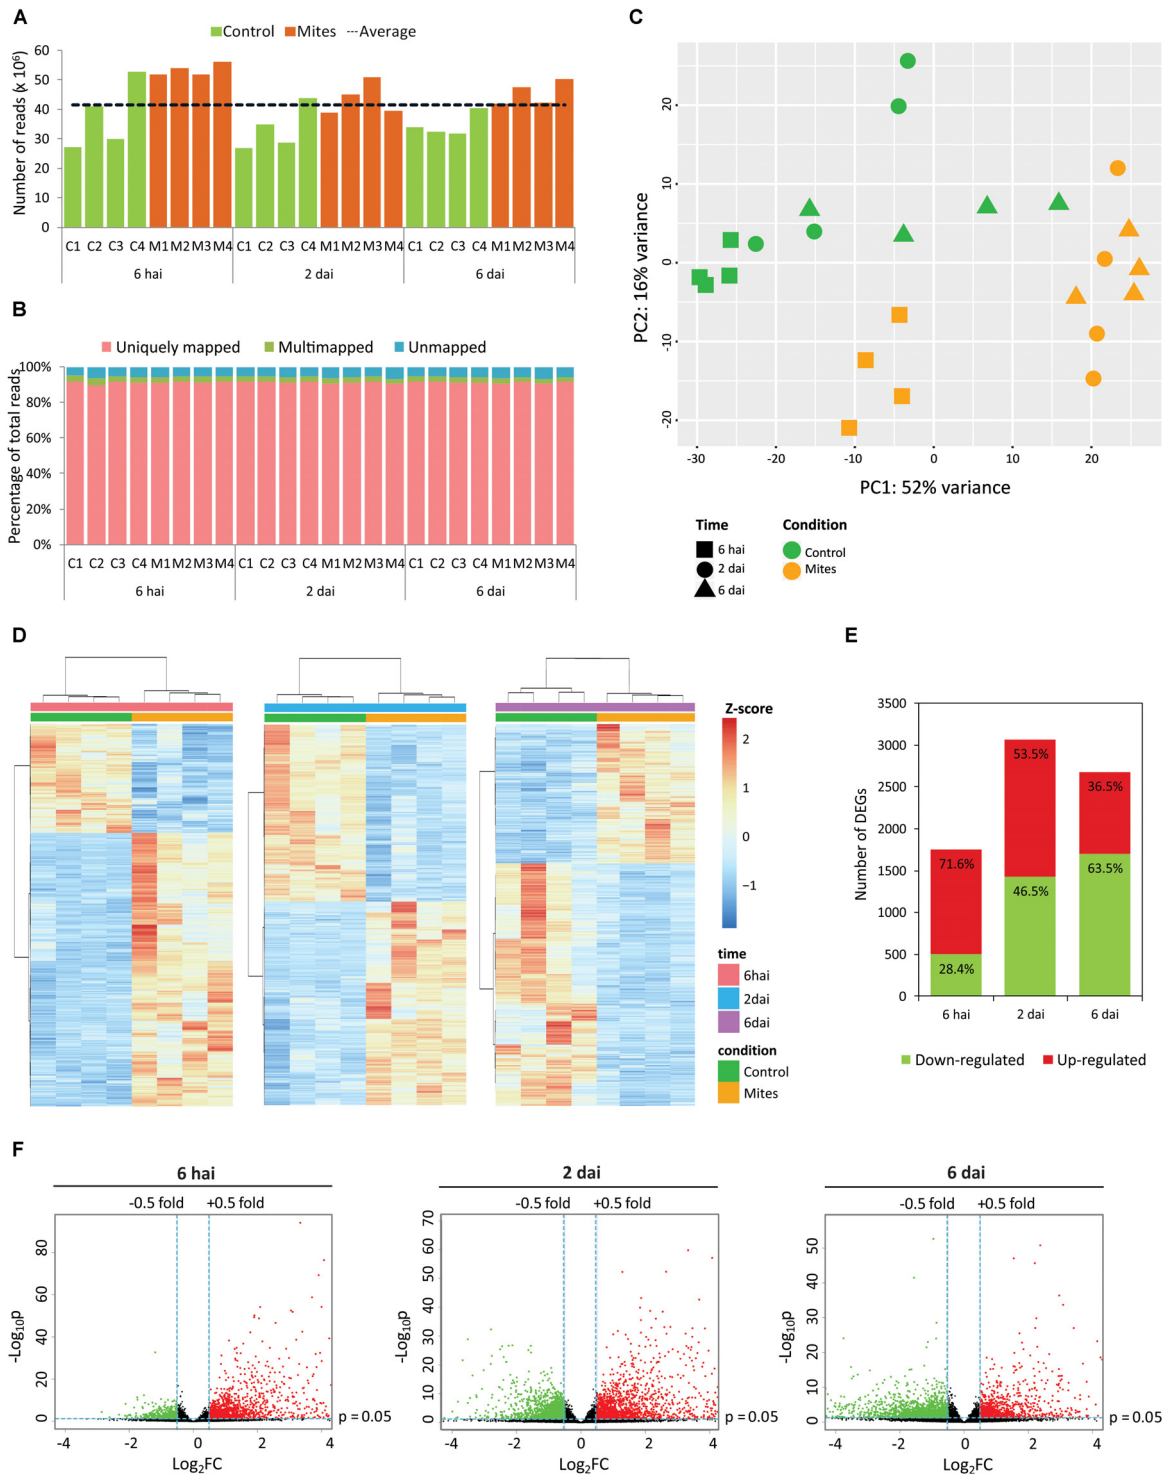 A
Control Mites ---Average
Number of reads (x 10⁶)
60
50
40
30
20
10
0
C1 C2 C3 C4 M1 M2 M3 M4 C1 C2 C3 C4 M1 M2 M3 M4 C1 C2 C3 C4 M1 M2 M3 M4
6 hai 2 dai 6 dai
B
Uniquely mapped Multimapped Unmapped
Percentage of total reads
100%
80%
60%
40%
20%
0%
C1 C2 C3 C4 M1 M2 M3 M4 C1 C2 C3 C4 M1 M2 M3 M4 C1 C2 C3 C4 M1 M2 M3 M4
6 hai 2 dai 6 dai
C
PC2: 16% variance
20
10
0
-10
-20
-30 -20 -10 0 10 20
PC1: 52% variance
Time
6 hai
2 dai
6 dai
Condition
Control
Mites
D
Z-score
2
1
0
−1
time
6hai
2dai
6dai
condition
Control
Mites
E
Number of DEGs
3500
3000
2500
2000
1500
1000
500
0
71.6%
28.4%
53.5%
46.5%
36.5%
63.5%
6 hai 2 dai 6 dai
Down-regulated Up-regulated
F
6 hai
-0.5 fold +0.5 fold
-Log₁₀p
80
60
40
20
0
p = 0.05
-4 -2 0 2 4
Log₂FC
2 dai
-0.5 fold +0.5 fold
-Log₁₀p
70
60
50
40
30
20
10
0
p = 0.05
-4 -2 0 2 4
Log₂FC
6 dai
-0.5 fold +0.5 fold
-Log₁₀p
50
40
30
20
10
0
p = 0.05
-4 -2 0 2 4
Log₂FC